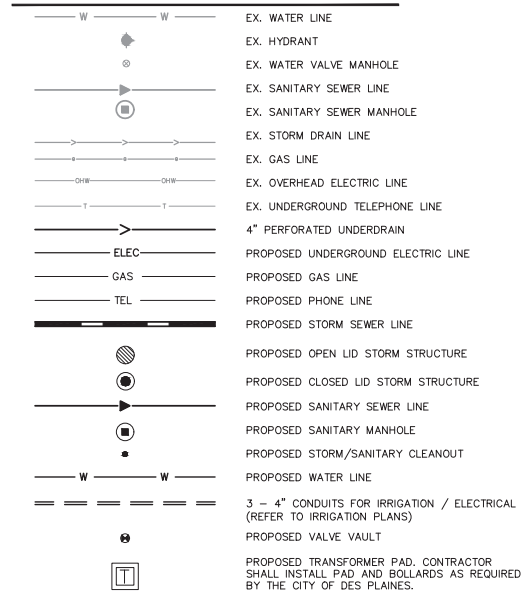 W W EX. WATER LINE
EX. HYDRANT
EX. WATER VALVE MANHOLE
EX. SANITARY SEWER LINE
EX. SANITARY SEWER MANHOLE
EX. STORM DRAIN LINE
EX. GAS LINE
OHW OHW EX. OVERHEAD ELECTRIC LINE
T T EX. UNDERGROUND TELEPHONE LINE
4" PERFORATED UNDERDRAIN
ELEC PROPOSED UNDERGROUND ELECTRIC LINE
GAS PROPOSED GAS LINE
TEL PROPOSED PHONE LINE
PROPOSED STORM SEWER LINE
PROPOSED OPEN LID STORM STRUCTURE
PROPOSED CLOSED LID STORM STRUCTURE
PROPOSED SANITARY SEWER LINE
PROPOSED SANITARY MANHOLE
PROPOSED STORM/SANITARY CLEANOUT
W W PROPOSED WATER LINE
3 - 4" CONDUITS FOR IRRIGATION / ELECTRICAL
(REFER TO IRRIGATION PLANS)
PROPOSED VALVE VAULT
T PROPOSED TRANSFORMER PAD. CONTRACTOR
SHALL INSTALL PAD AND BOLLARDS AS REQUIRED
BY THE CITY OF DES PLAINES.